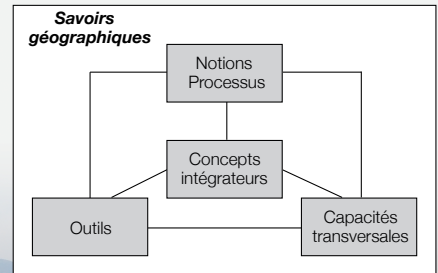 Savoirs
géographiques
Notions
Processus
Concepts
intégrateurs
Outils
Capacités
transversales